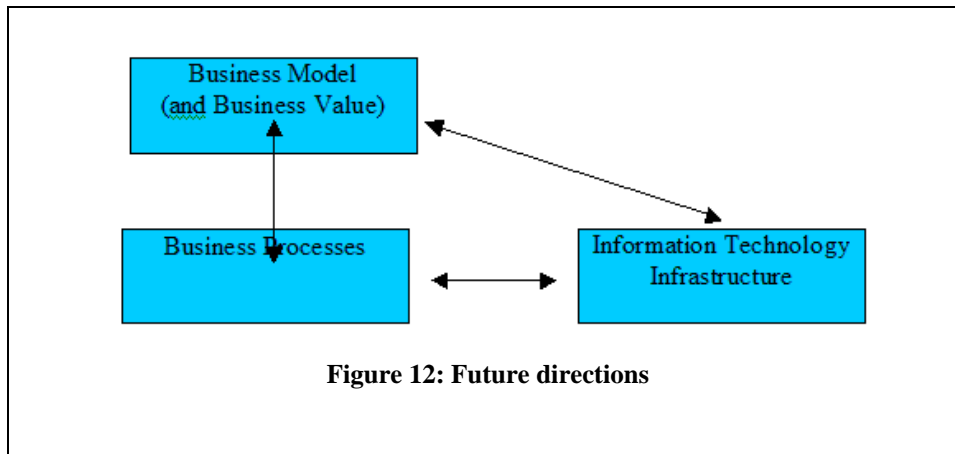 Business Model
(and Business Value)
Business Processes
Information Technology
Infrastructure
Figure 12: Future directions